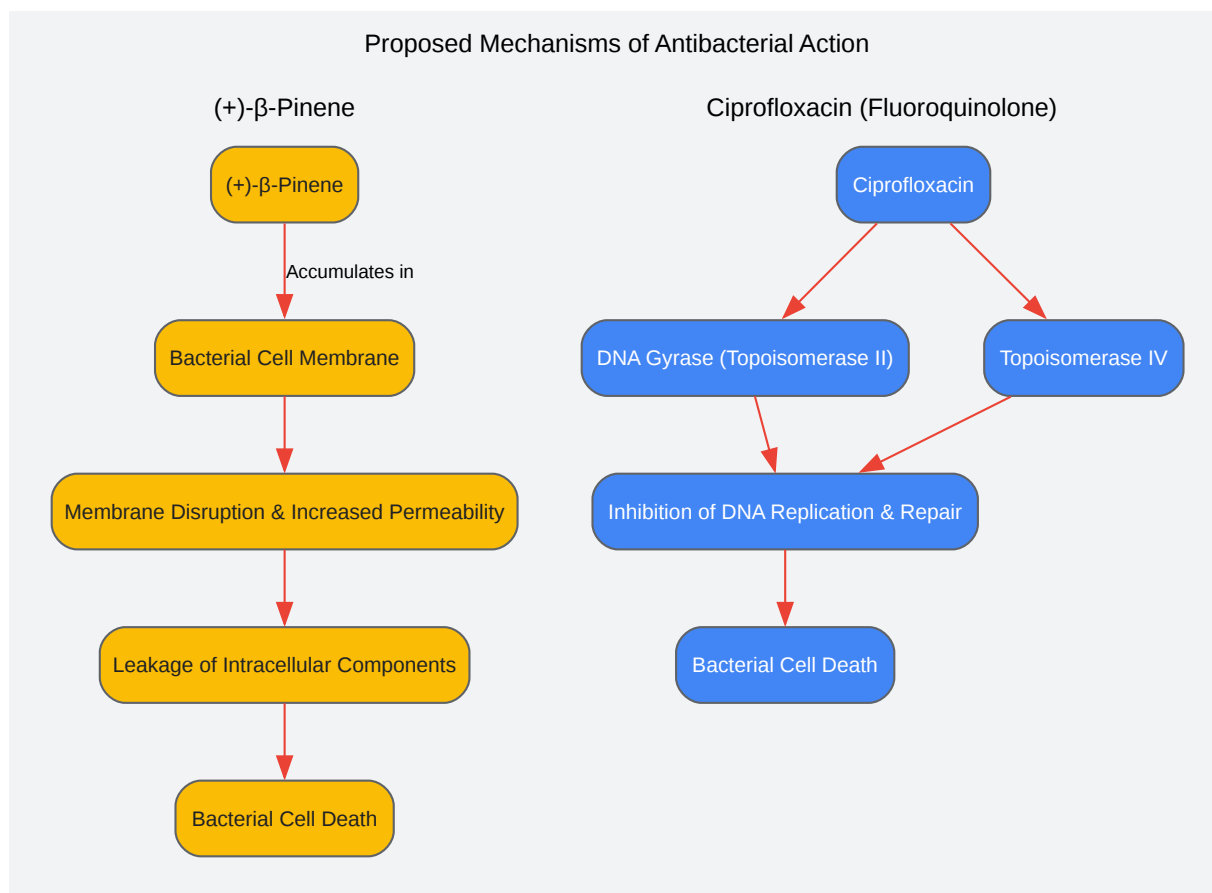 Proposed Mechanisms of Antibacterial Action
(+)-β-Pinene
(+)-β-Pinene
Accumulates in
Bacterial Cell Membrane
Membrane Disruption & Increased Permeability
Leakage of Intracellular Components
Bacterial Cell Death
Ciprofloxacin (Fluoroquinolone)
Ciprofloxacin
DNA Gyrase (Topoisomerase II)
Topoisomerase IV
Inhibition of DNA Replication & Repair
Bacterial Cell Death